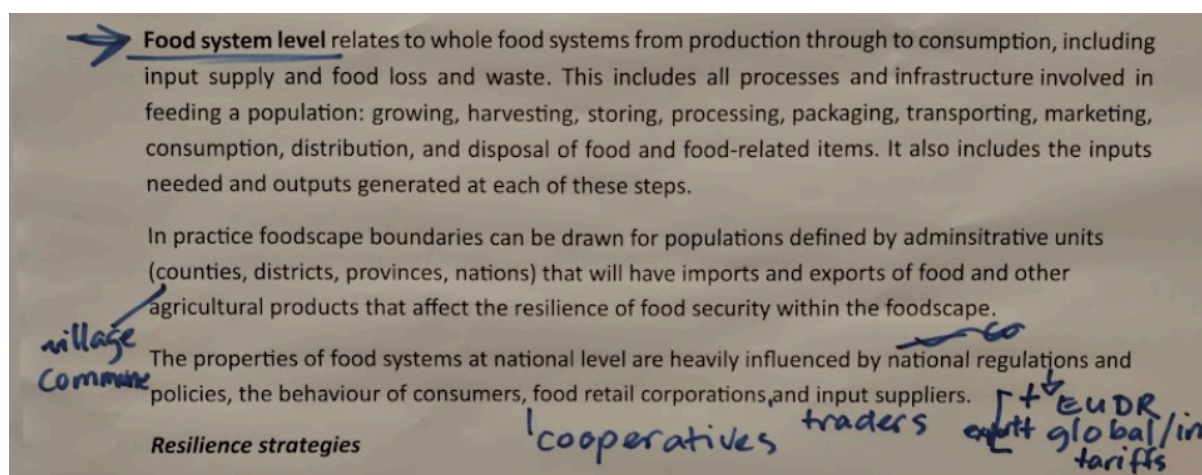 Food system level relates to whole food systems from production through to consumption, including
input supply and food loss and waste. This includes all processes and infrastructure involved in
feeding a population: growing, harvesting, storing, processing, packaging, transporting, marketing,
consumption, distribution, and disposal of food and food-related items. It also includes the inputs
needed and outputs generated at each of these steps.
In practice foodscape boundaries can be drawn for populations defined by adminsitrative units
(counties, districts, provinces, nations) that will have imports and exports of food and other
agricultural products that affect the resilience of food security within the foodscape.
village
commune
The properties of food systems at national level are heavily influenced by national regulations and
policies, the behaviour of consumers, food retail corporations, and input suppliers.
cooperatives
traders
+ EUDR
global/in
tariffs
Resilience strategies